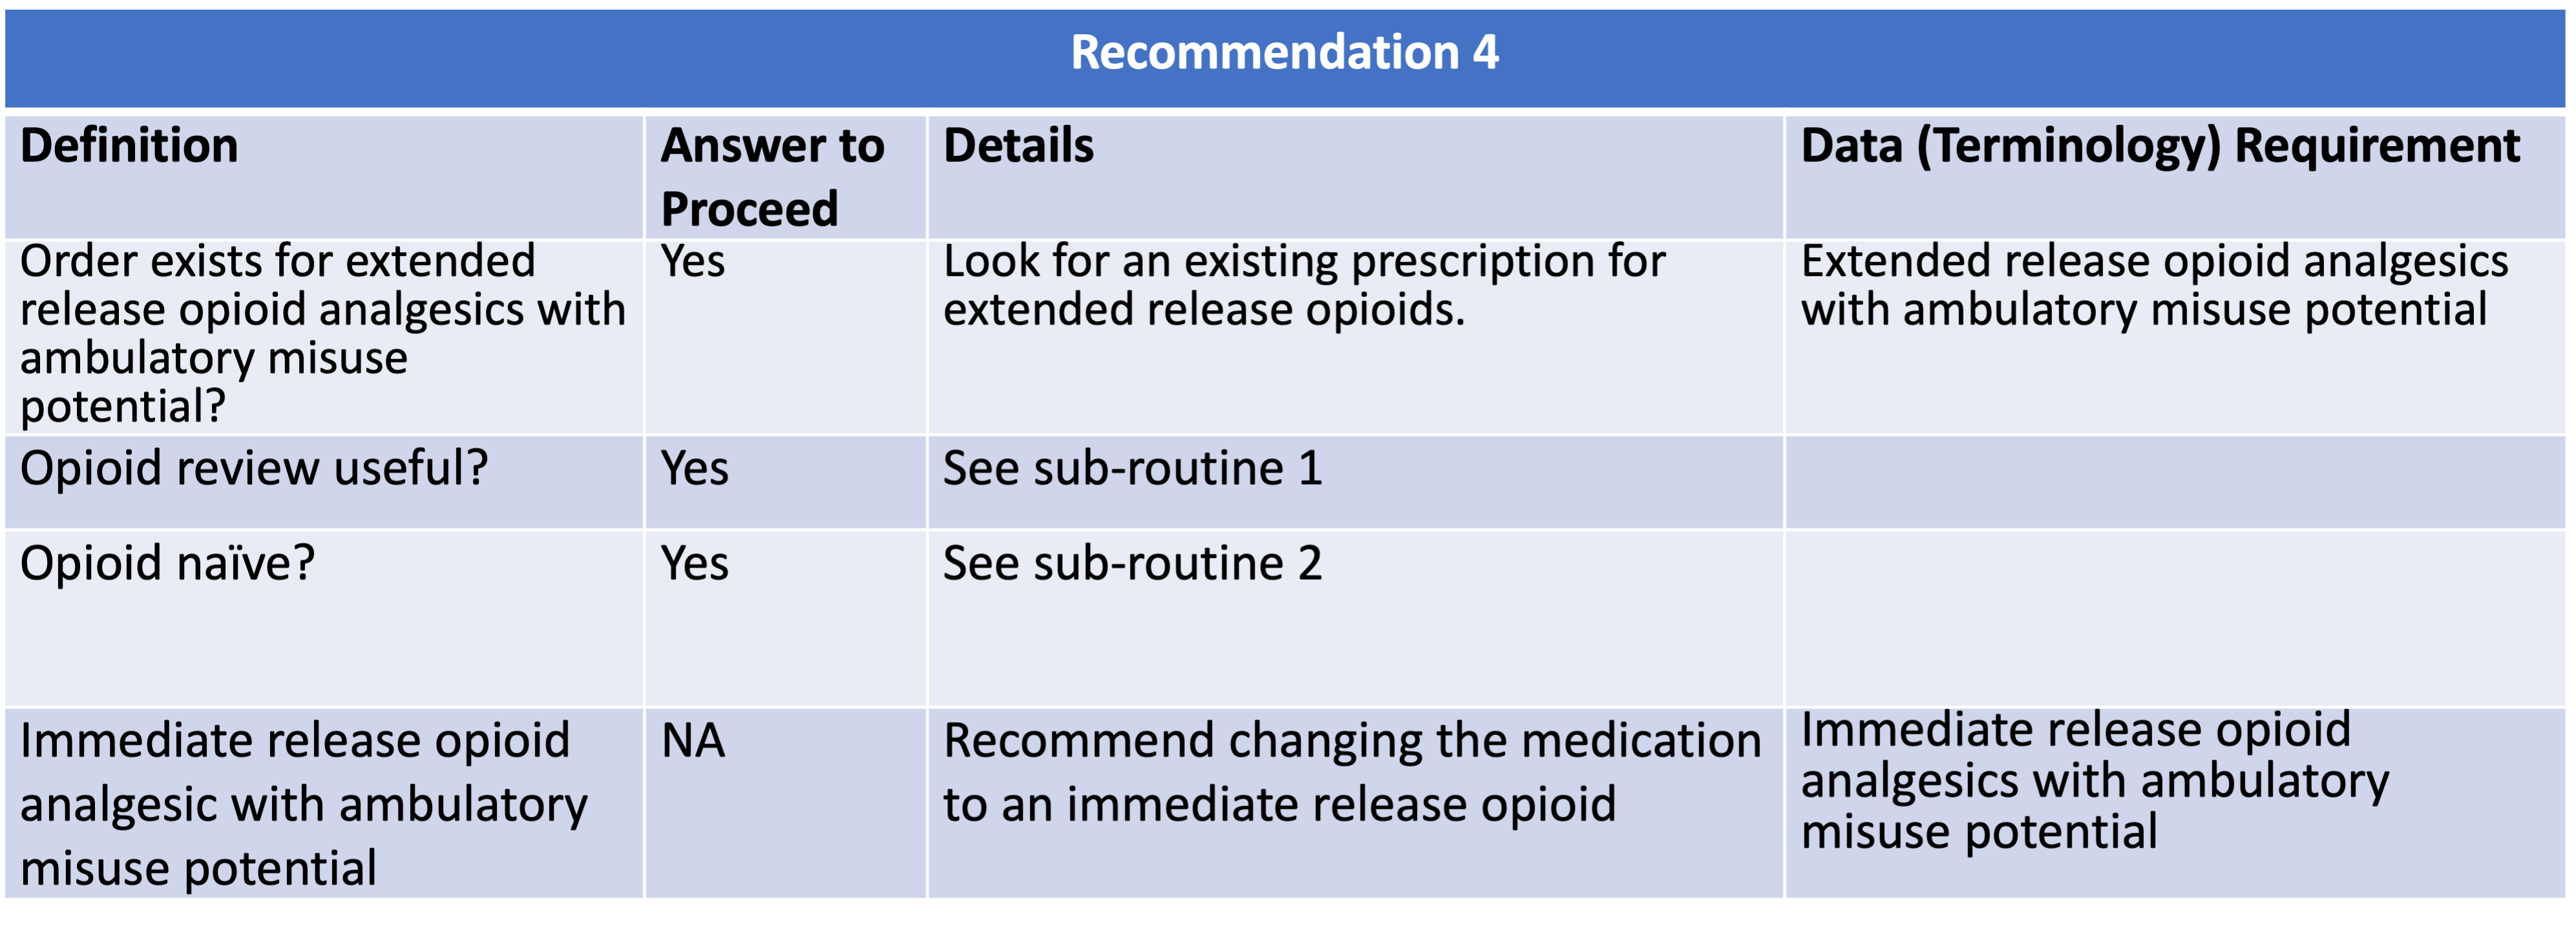 Recommendation 4
Definition
Answer to
Proceed
Details
Data (Terminology) Requirement
Order exists for extended
release opioid analgesics with
ambulatory misuse
potential?
Yes
Look for an existing prescription for
extended release opioids.
Extended release opioid analgesics
with ambulatory misuse potential
Opioid review useful?
Yes
See sub-routine 1
Opioid naïve?
Yes
See sub-routine 2
Immediate release opioid
analgesic with ambulatory
misuse potential
NA
Recommend changing the medication
to an immediate release opioid
Immediate release opioid
analgesics with ambulatory
misuse potential